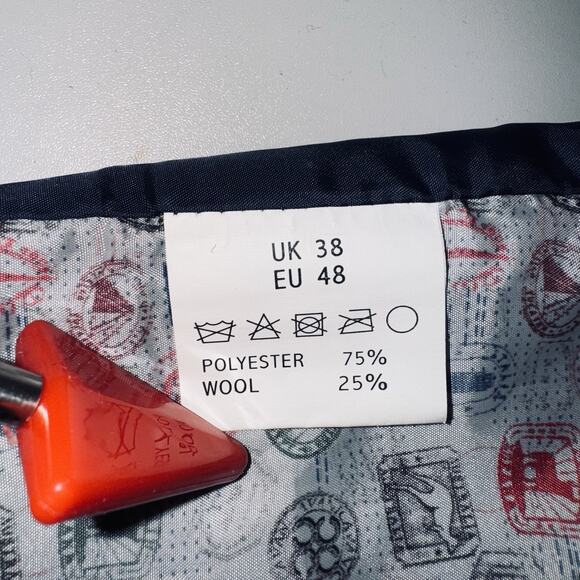 UK 38
EU 48
POLYESTER 75%
WOOL 25%